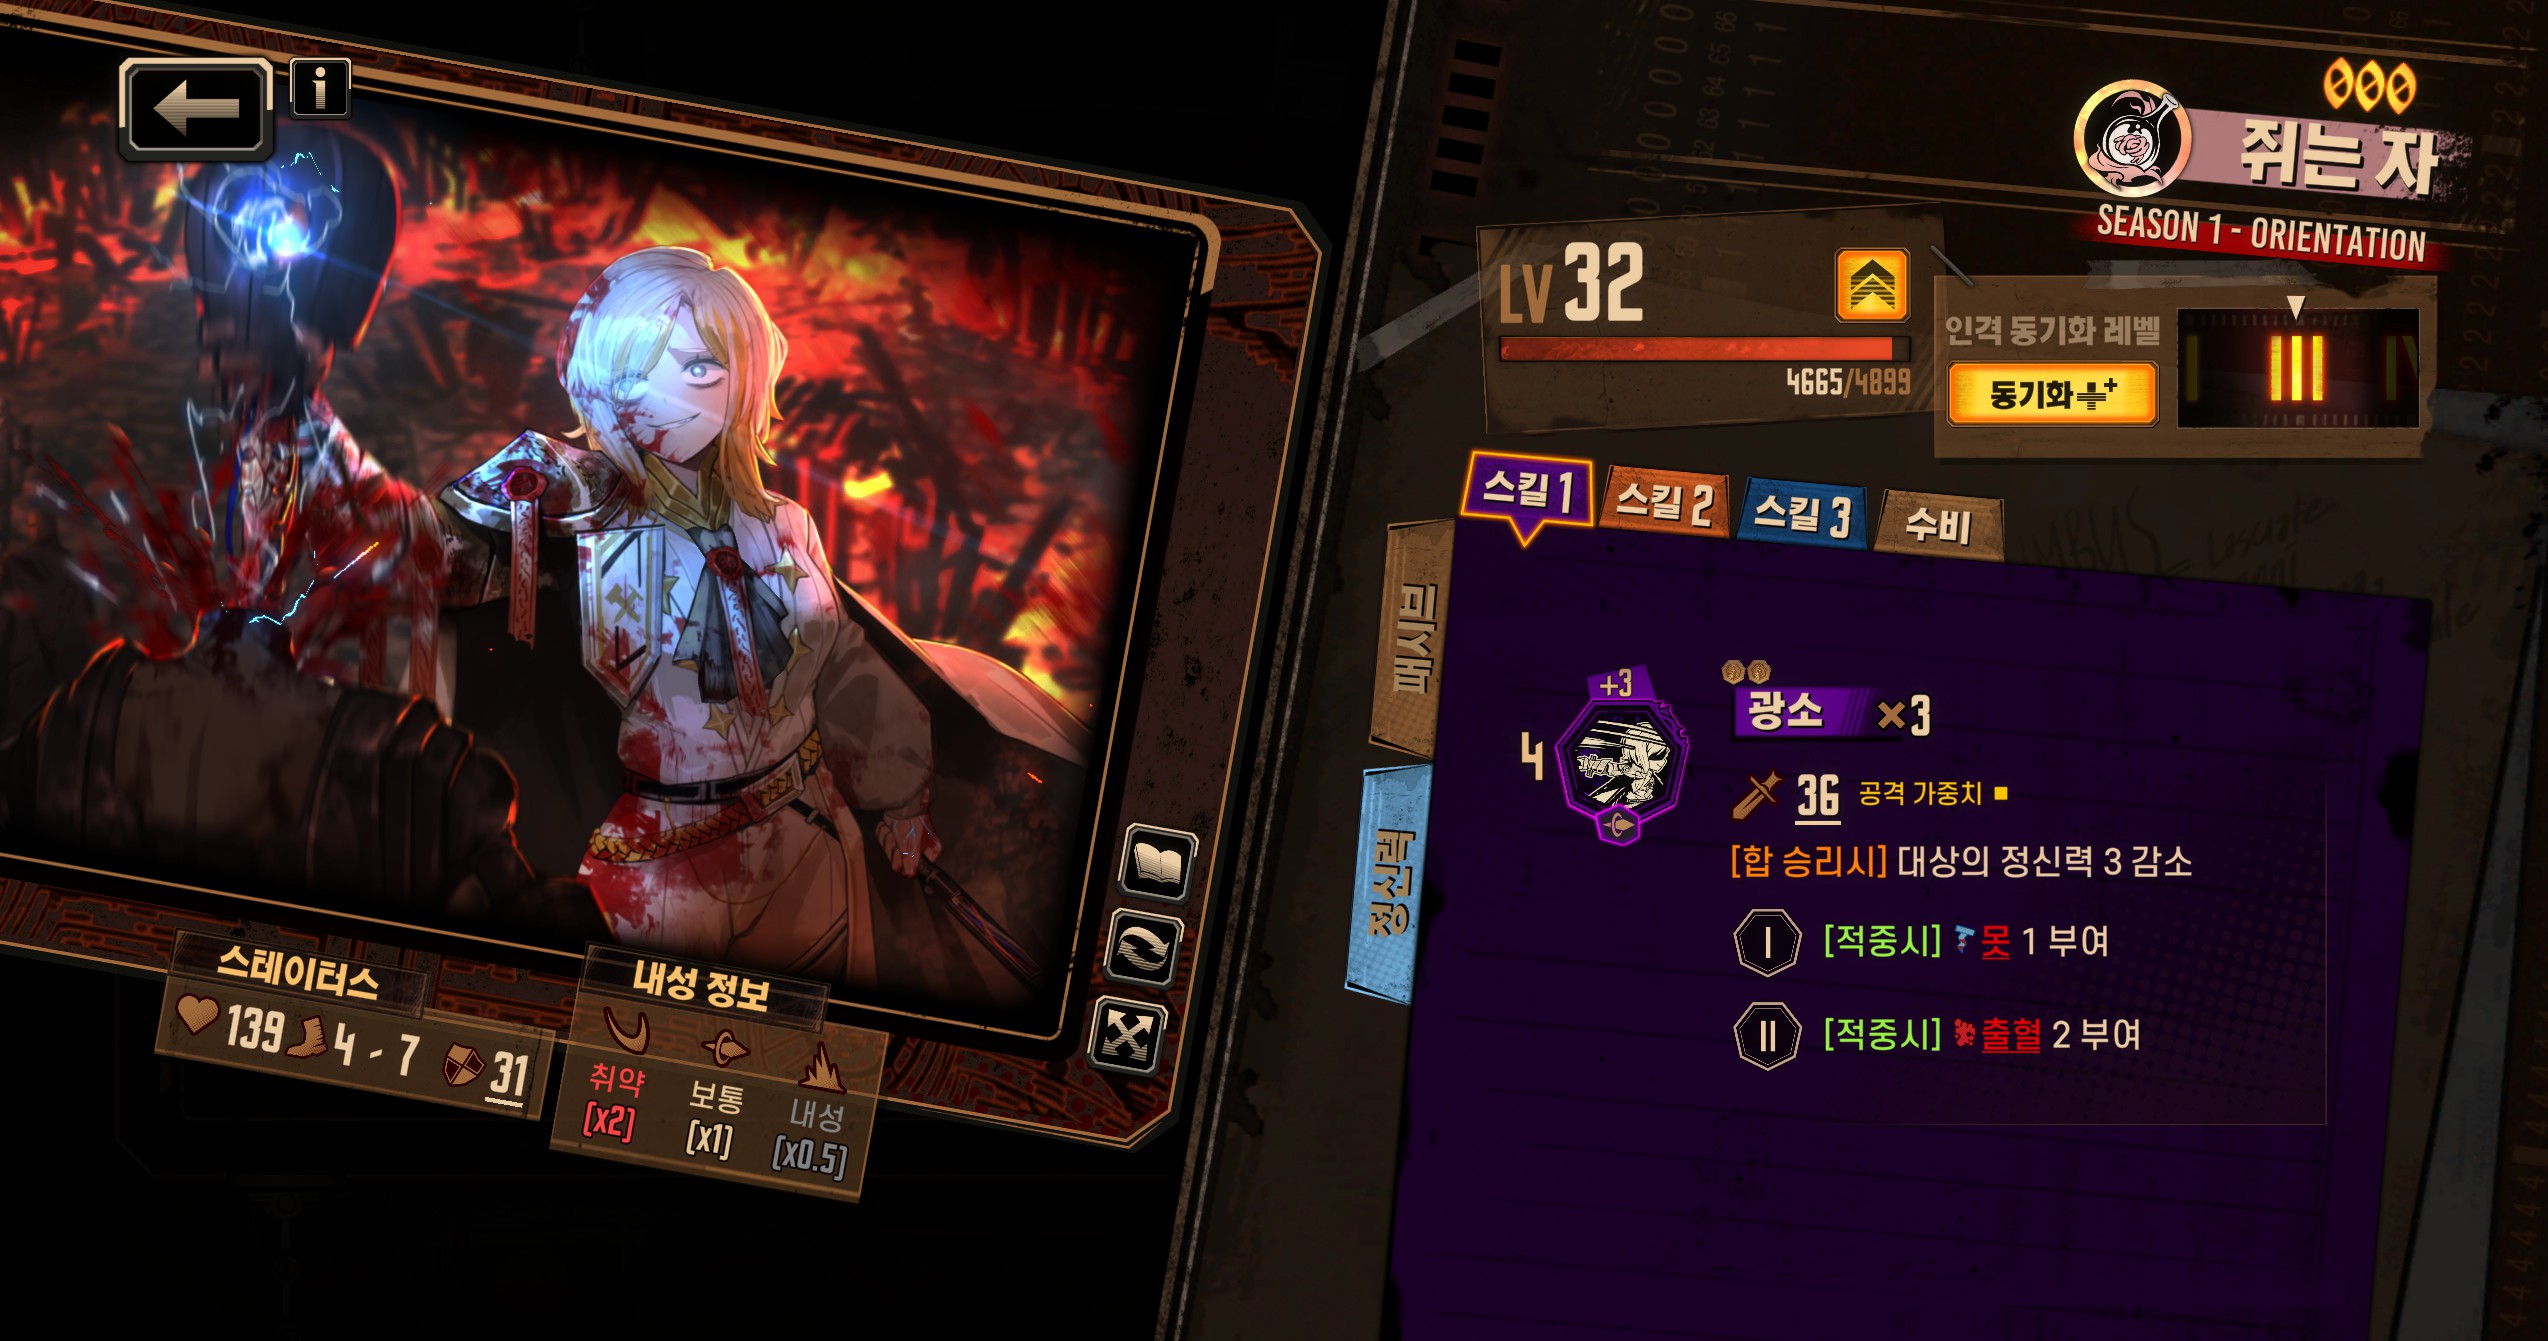 쥐는 자
SEASON 1 - ORIENTATION
LV 32
4665/4899
인격 동기화 레벨
동기화
스킬 1
스킬 2
스킬 3
수비
패시브
정신력
+3
4
광소 ×3
36 공격 가중치
[합 승리시] 대상의 정신력 3 감소
I [적중시] 못 1 부여
II [적중시] 출혈 2 부여
스테이터스
139 4 - 7 31
내성 정보
취약 보통 내성
[x2] [x1] [x0.5]